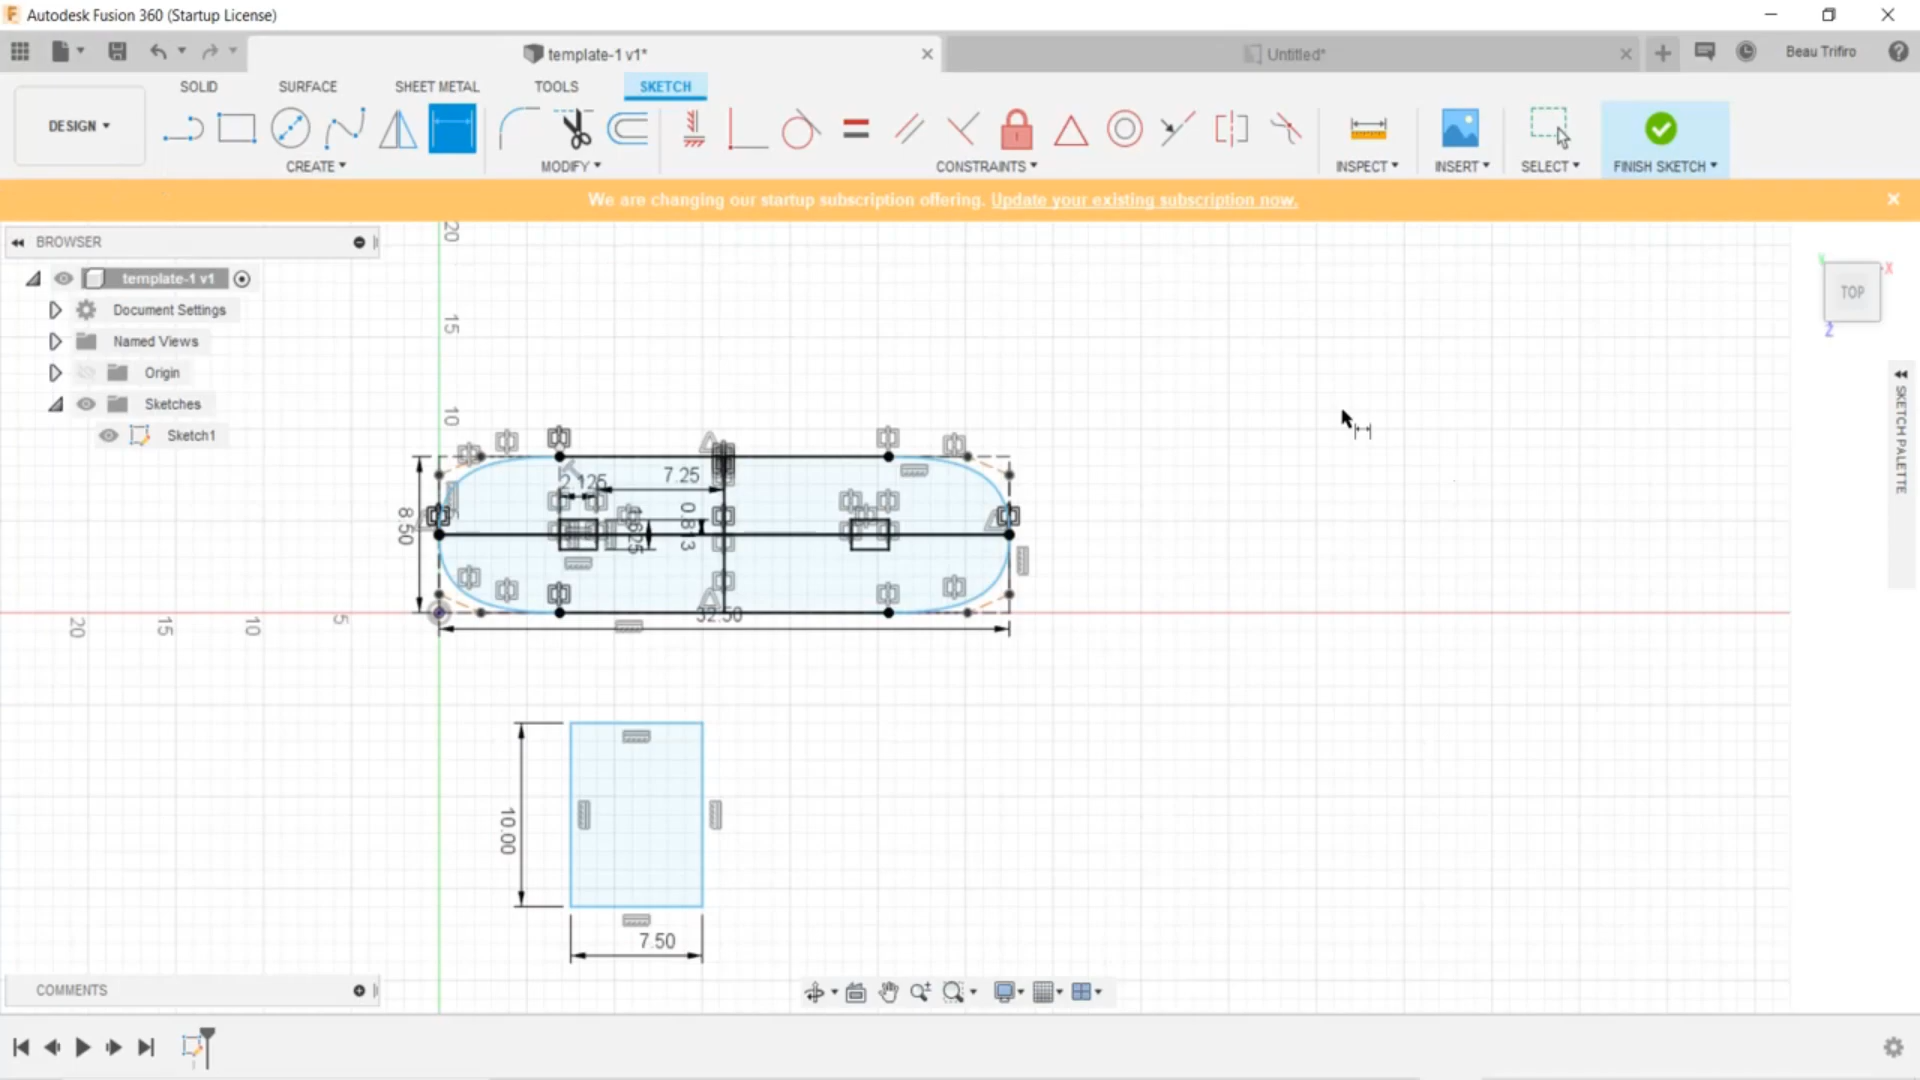 Autodesk Fusion 360 (Startup License)
template-1 v1*
Untitled*
Beau Trifiro
SOLID
SURFACE
SHEET METAL
TOOLS
SKETCH
DESIGN
CREATE
MODIFY
CONSTRAINTS
INSPECT
INSERT
SELECT
FINISH SKETCH
We are changing our startup subscription offering. Update your existing subscription now.
BROWSER
template-1 v1
Document Settings
Named Views
Origin
Sketches
Sketch1
20
15
10
TOP
X
Z
SKETCH PALETTE
2.125
7.25
8.50
0.813
32.50
20
15
10
5
10.00
7.50
COMMENTS